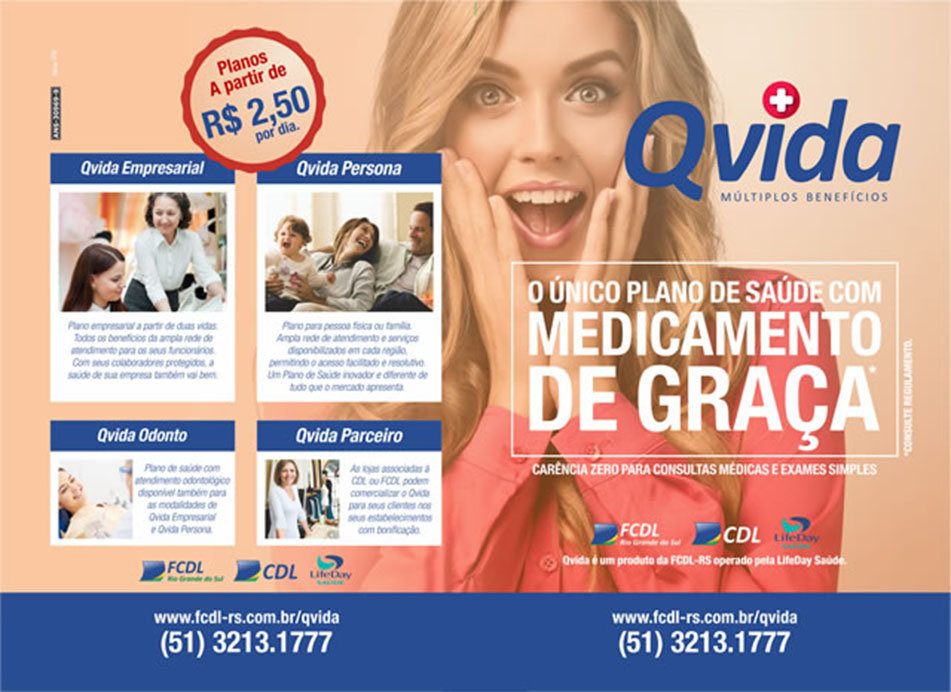 ANS-30969-9
Planos
A partir de
R$ 2,50
por dia.
Qvida Empresarial
Plano empresarial a partir de duas vidas.
Todos os benefícios da ampla rede de
atendimento para os seus funcionários.
Com seus colaboradores protegidos, a
saúde de sua empresa também vai bem.
Qvida Persona
Plano para pessoa física ou família.
Ampla rede de atendimento e serviços
disponibilizados em cada região,
permitindo o acesso facilitado e resolutivo.
Um Plano de Saúde inovador e diferente de
tudo que o mercado apresenta.
Qvida Odonto
Plano de saúde com
atendimento odontológico
disponível também para
as modalidades de
Qvida Empresarial
e Qvida Persona.
Qvida Parceiro
As lojas associadas à
CDL ou FCDL podem
comercializar o Qvida
para seus clientes nos
seus estabelecimentos
com bonificação.
FCDL
Rio Grande do Sul
CDL
LifeDay
SAÚDE
www.fcdl-rs.com.br/qvida
(51) 3213.1777
Qvida
MÚLTIPLOS BENEFÍCIOS
O ÚNICO PLANO DE SAÚDE COM
MEDICAMENTO
DE GRAÇA*
*CONSULTE REGULAMENTO.
CARÊNCIA ZERO PARA CONSULTAS MÉDICAS E EXAMES SIMPLES
FCDL
Rio Grande do Sul
CDL
LifeDay
SAÚDE
Qvida é um produto da FCDL-RS operado pela LifeDay Saúde.
www.fcdl-rs.com.br/qvida
(51) 3213.1777